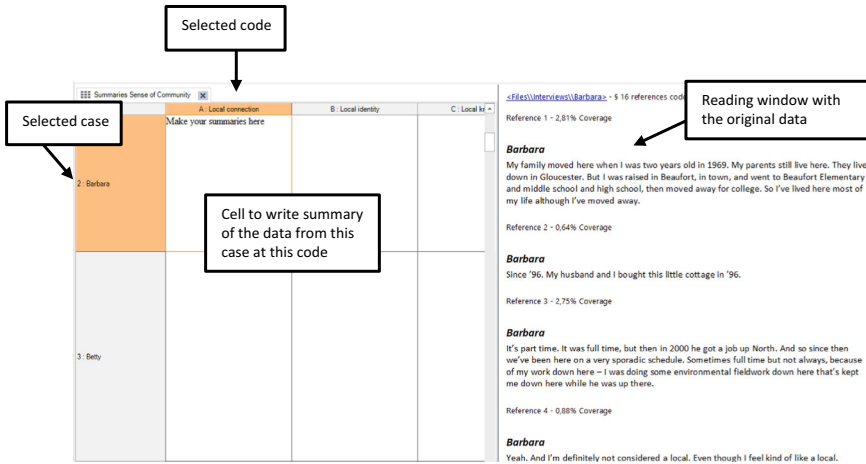 Selected code
Summaries Sense of Community
A : Local connection
B : Local identity
C : Local kr
Selected case
Make your summaries here
2 : Barbara
Cell to write summary
of the data from this
case at this code
3 : Betty
<Files\\Interviews\\Barbara> - § 16 references code
Reading window with
the original data
Reference 1 - 2,81% Coverage
Barbara
My family moved here when I was two years old in 1969. My parents still live here. They live
down in Gloucester. But I was raised in Beaufort, in town, and went to Beaufort Elementary
and middle school and high school, then moved away for college. So I've lived here most of
my life although I've moved away.
Reference 2 - 0,64% Coverage
Barbara
Since '96. My husband and I bought this little cottage in '96.
Reference 3 - 2,75% Coverage
Barbara
It's part time. It was full time, but then in 2000 he got a job up North. And so since then
we've been here on a very sporadic schedule. Sometimes full time but not always, because
of my work down here – I was doing some environmental fieldwork down here that's kept
me down here while he was up there.
Reference 4 - 0,88% Coverage
Barbara
Yeah. And I'm definitely not considered a local. Even though I feel kind of like a local.